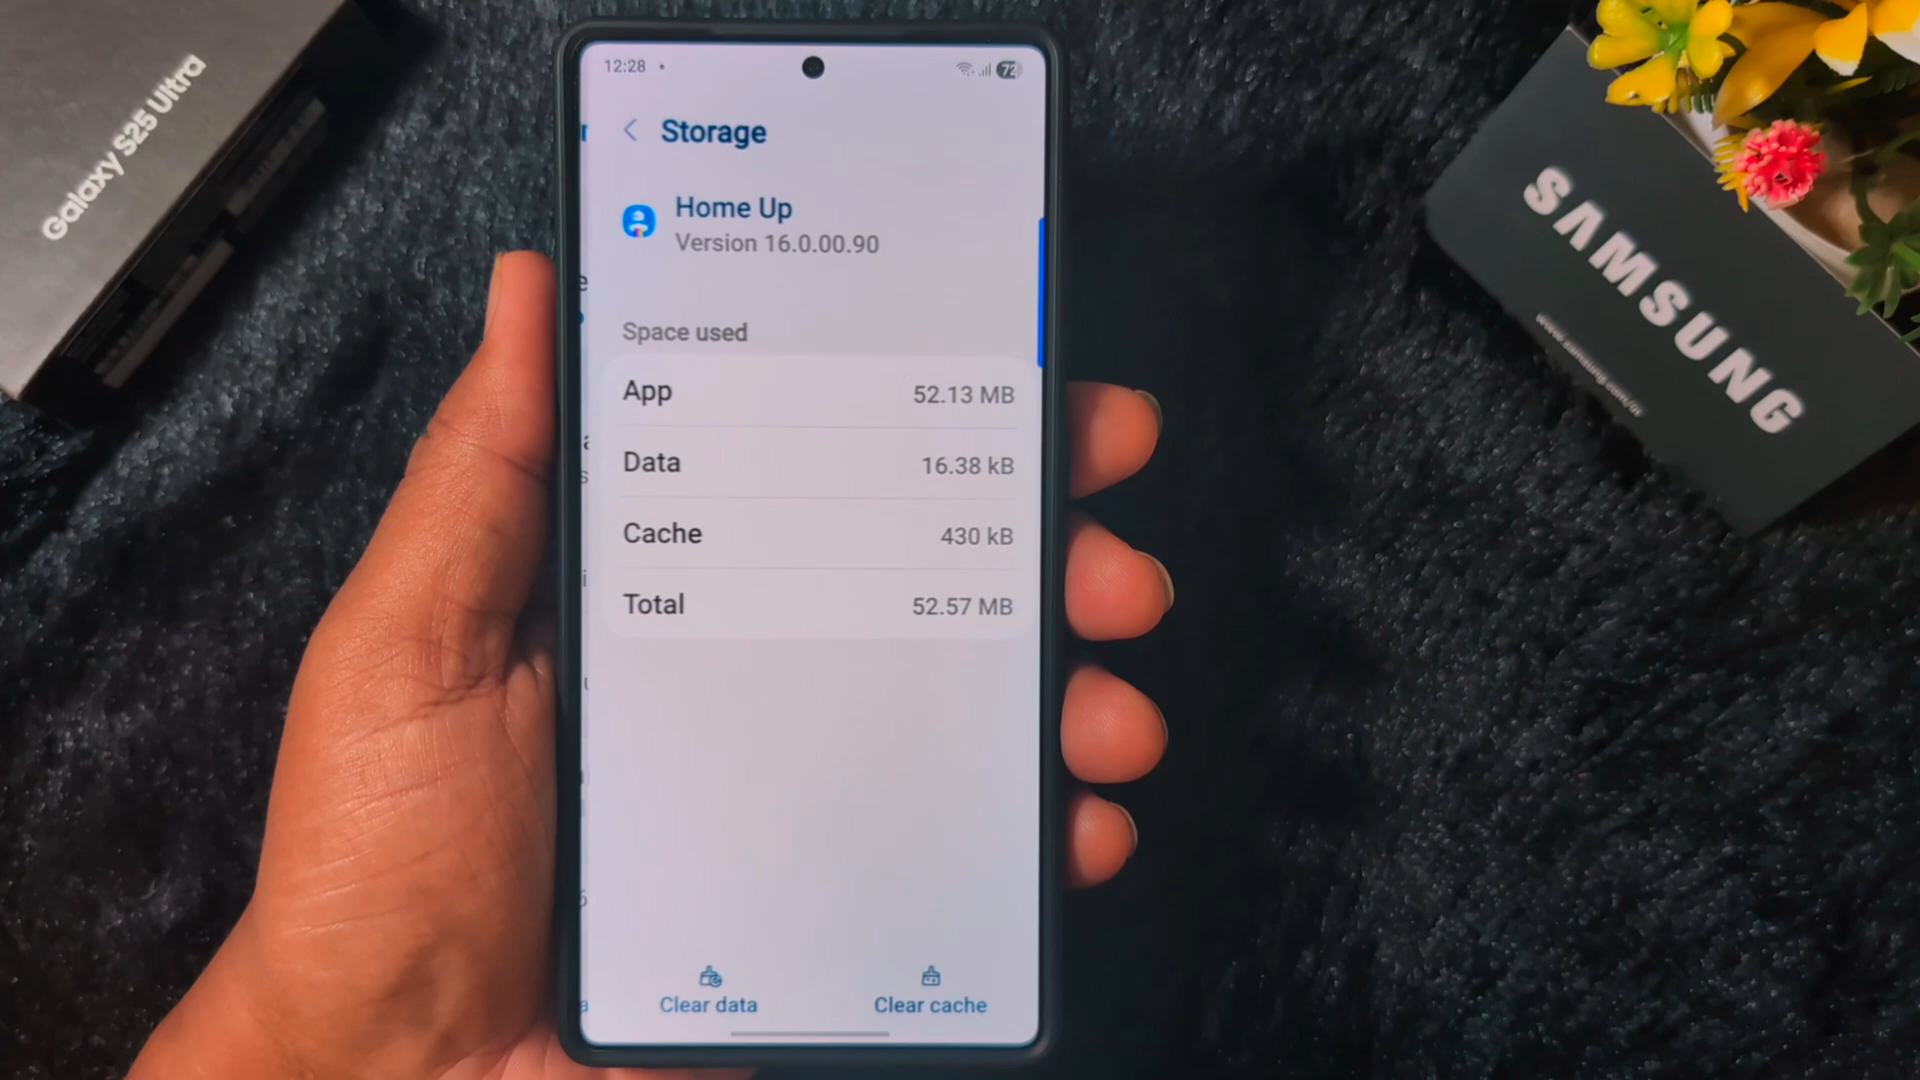 Galaxy S25 Ultra
12:28
72
Storage
Home Up
Version 16.0.00.90
Space used
App 52.13 MB
Data 16.38 kB
Cache 430 kB
Total 52.57 MB
Clear data
Clear cache
SAMSUNG